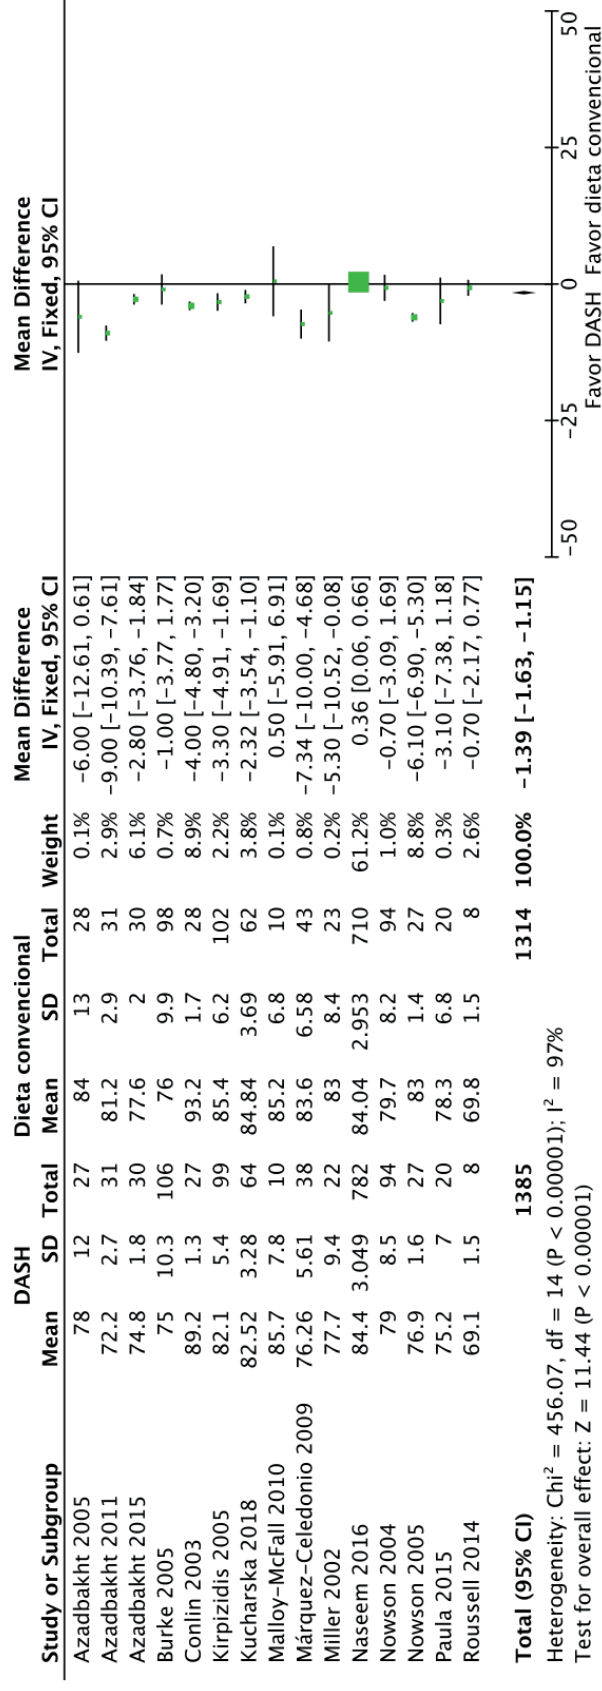 DASH Dieta convencional Mean Difference Mean Difference
Study or Subgroup Mean SD Total Mean SD Total Weight IV, Fixed, 95% CI IV, Fixed, 95% CI
Azadbakht 2005 78 12 27 84 13 28 0.1% −6.00 [−12.61, 0.61]
Azadbakht 2011 72.2 2.7 31 81.2 2.9 31 2.9% −9.00 [−10.39, −7.61]
Azadbakht 2015 74.8 1.8 30 77.6 2 30 6.1% −2.80 [−3.76, −1.84]
Burke 2005 75 10.3 106 76 9.9 98 0.7% −1.00 [−3.77, 1.77]
Conlin 2003 89.2 1.3 27 93.2 1.7 28 8.9% −4.00 [−4.80, −3.20]
Kirpizidis 2005 82.1 5.4 99 85.4 6.2 102 2.2% −3.30 [−4.91, −1.69]
Kucharska 2018 82.52 3.28 64 84.84 3.69 62 3.8% −2.32 [−3.54, −1.10]
Malloy−McFall 2010 85.7 7.8 10 85.2 6.8 10 0.1% 0.50 [−5.91, 6.91]
Márquez−Celedonio 2009 76.26 5.61 38 83.6 6.58 43 0.8% −7.34 [−10.00, −4.68]
Miller 2002 77.7 9.4 22 83 8.4 23 0.2% −5.30 [−10.52, −0.08]
Naseem 2016 84.4 3.049 782 84.04 2.953 710 61.2% 0.36 [0.06, 0.66]
Nowson 2004 79 8.5 94 79.7 8.2 94 1.0% −0.70 [−3.09, 1.69]
Nowson 2005 76.9 1.6 27 83 1.4 27 8.8% −6.10 [−6.90, −5.30]
Paula 2015 75.2 7 20 78.3 6.8 20 0.3% −3.10 [−7.38, 1.18]
Roussell 2014 69.1 1.5 8 69.8 1.5 8 2.6% −0.70 [−2.17, 0.77]
Total (95% CI) 1385 1314 100.0% −1.39 [−1.63, −1.15]
Heterogeneity: Chi² = 456.07, df = 14 (P < 0.00001); I² = 97%
Test for overall effect: Z = 11.44 (P < 0.00001)
−50 −25 0 25 50
Favor DASH Favor dieta convencional